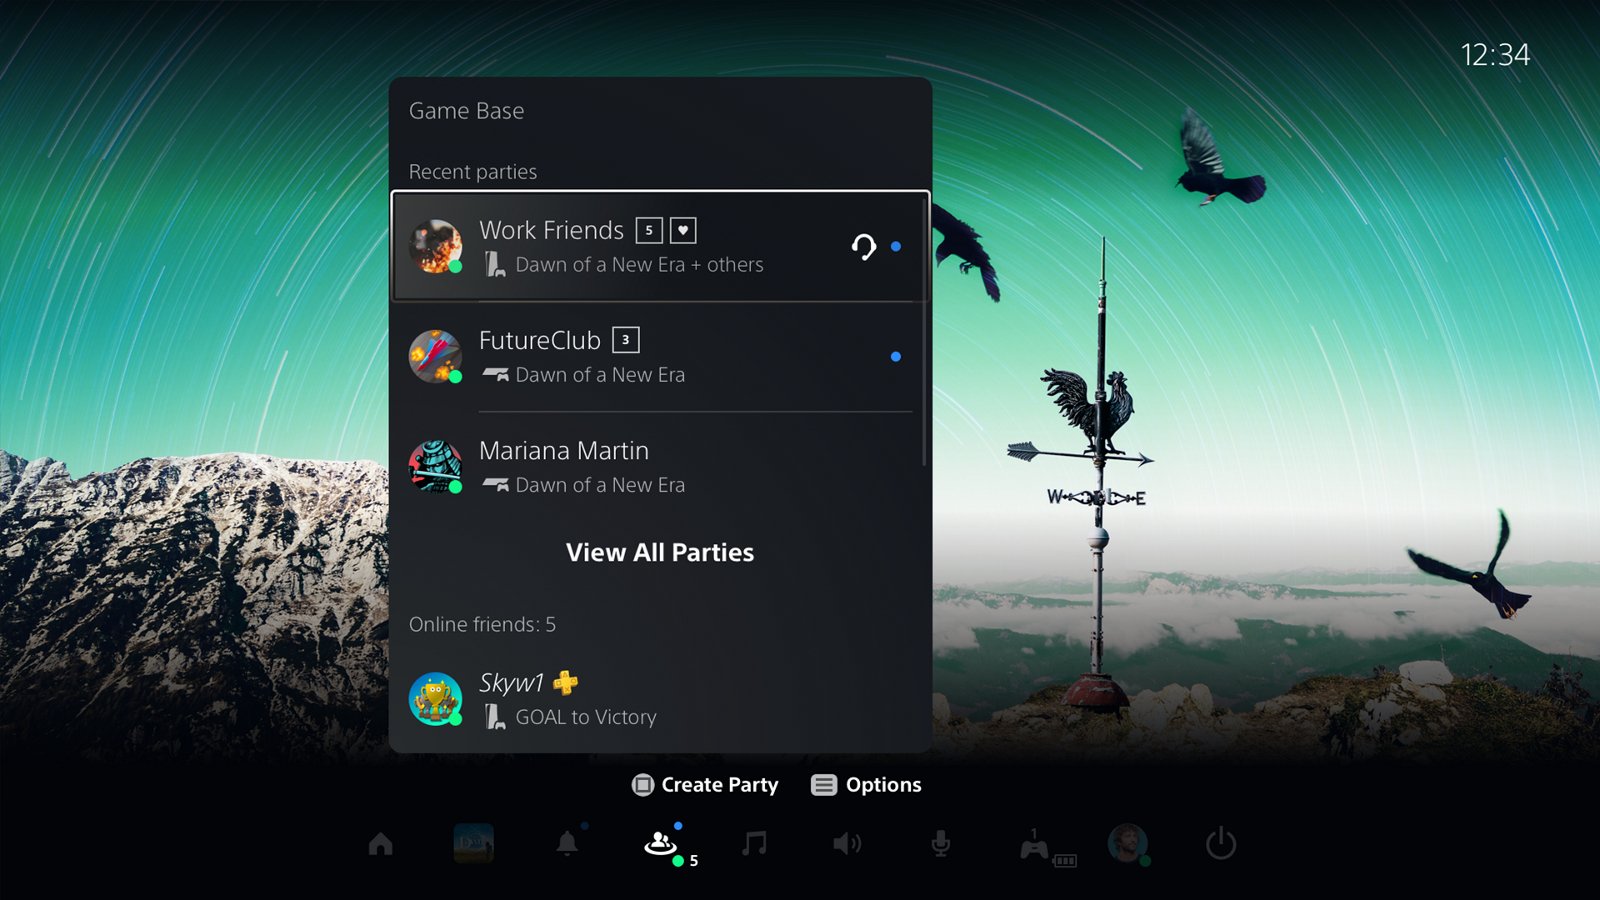 12:34
Game Base
Recent parties
Work Friends 5
Dawn of a New Era + others
FutureClub 3
Dawn of a New Era
Mariana Martin
Dawn of a New Era
View All Parties
Online friends: 5
Skyw1
GOAL to Victory
W E
Create Party
Options
5
1